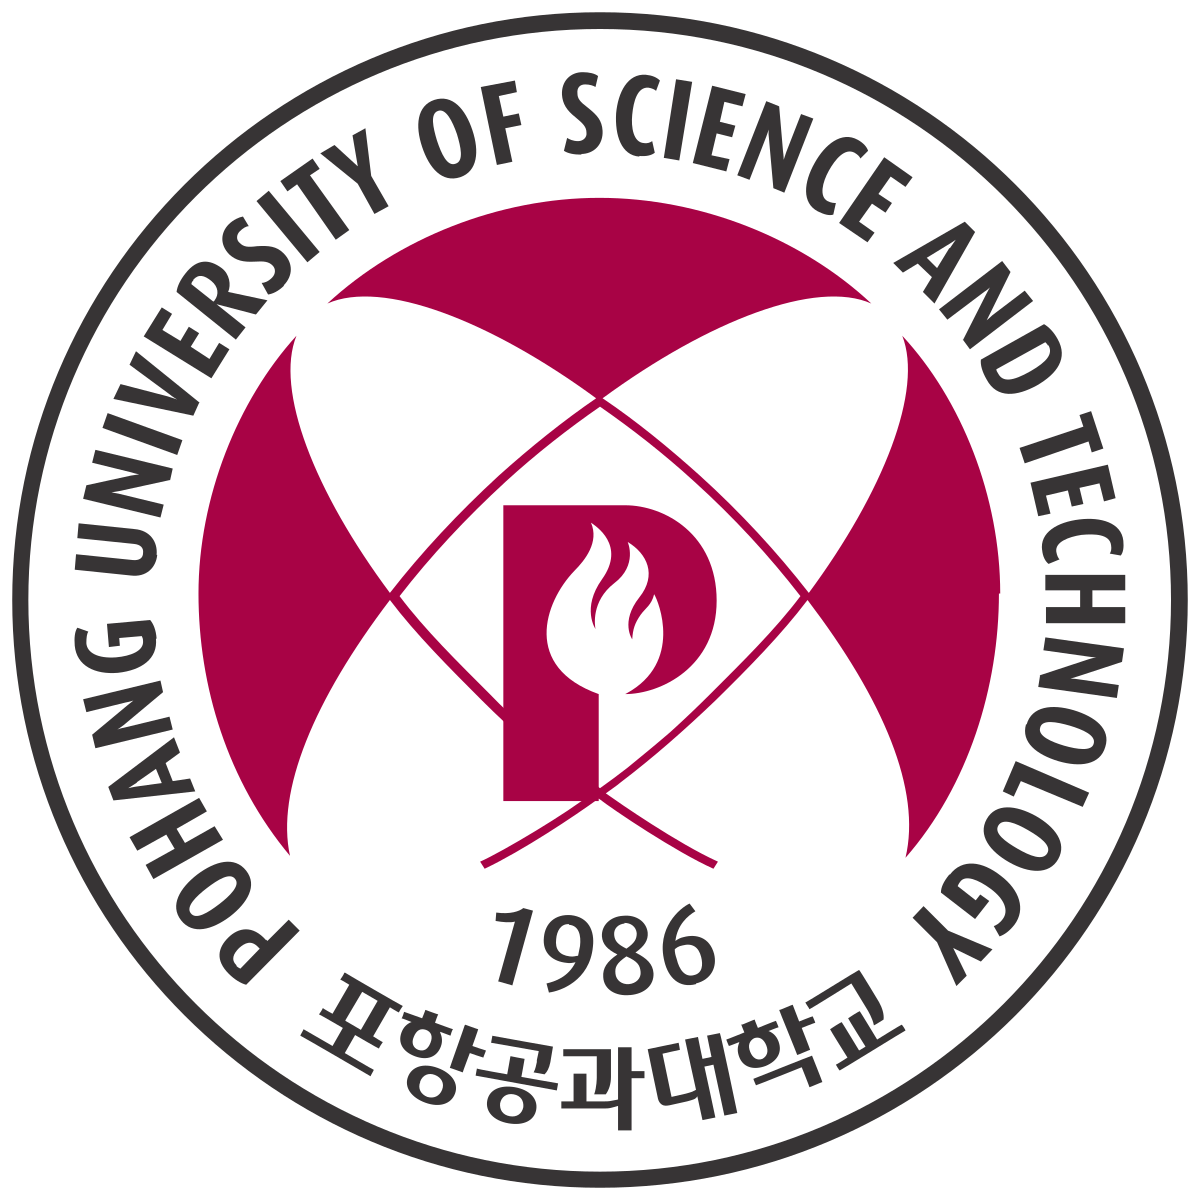 POHANG UNIVERSITY OF SCIENCE AND TECHNOLOGY
P
1986
포항공과대학교